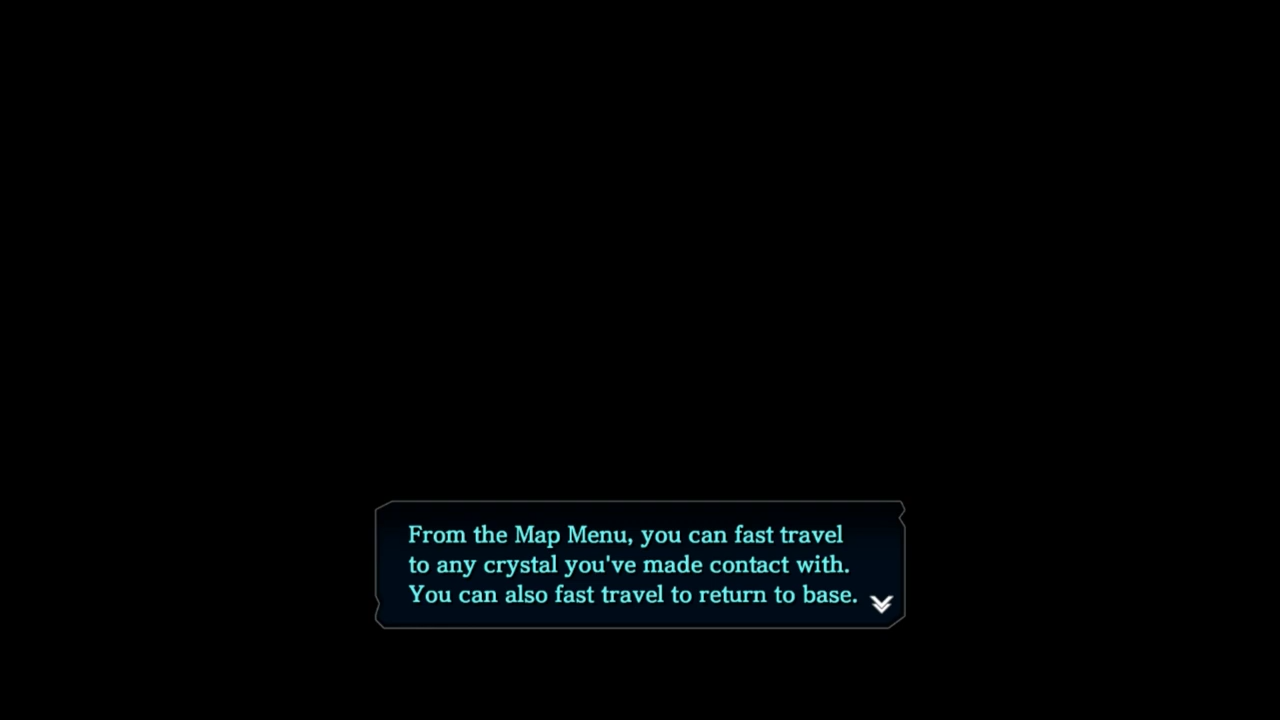 From the Map Menu, you can fast travel
to any crystal you've made contact with.
You can also fast travel to return to base.